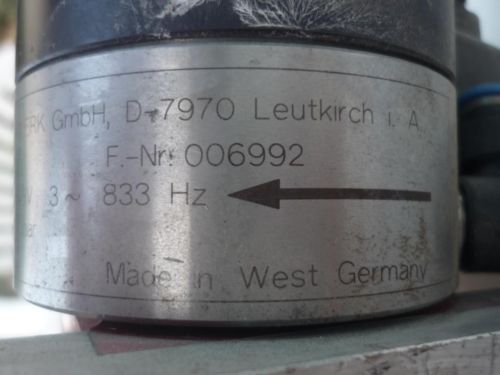 GmbH, D-7970 Leutkirch i. A.
F.-Nr. 006992
V 3~ 833 Hz
Made in West Germany